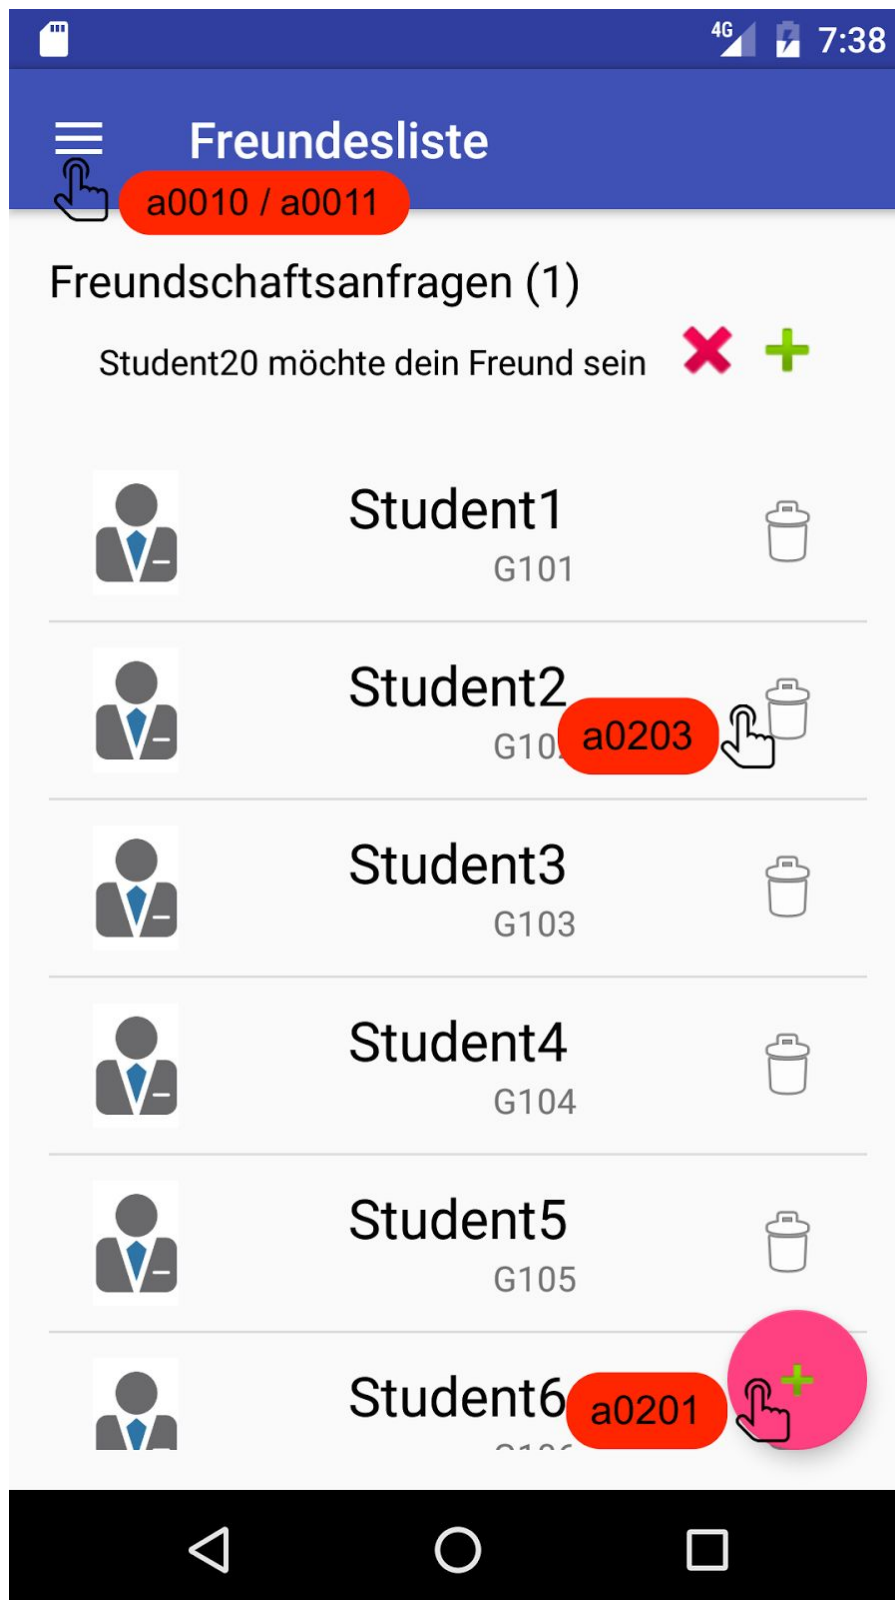 4G 7:38
Freundesliste
a0010 / a0011
Freundschaftsanfragen (1)
Student20 möchte dein Freund sein
Student1
G101
Student2
a0203
Student3
G103
Student4
G104
Student5
G105
Student6
a0201